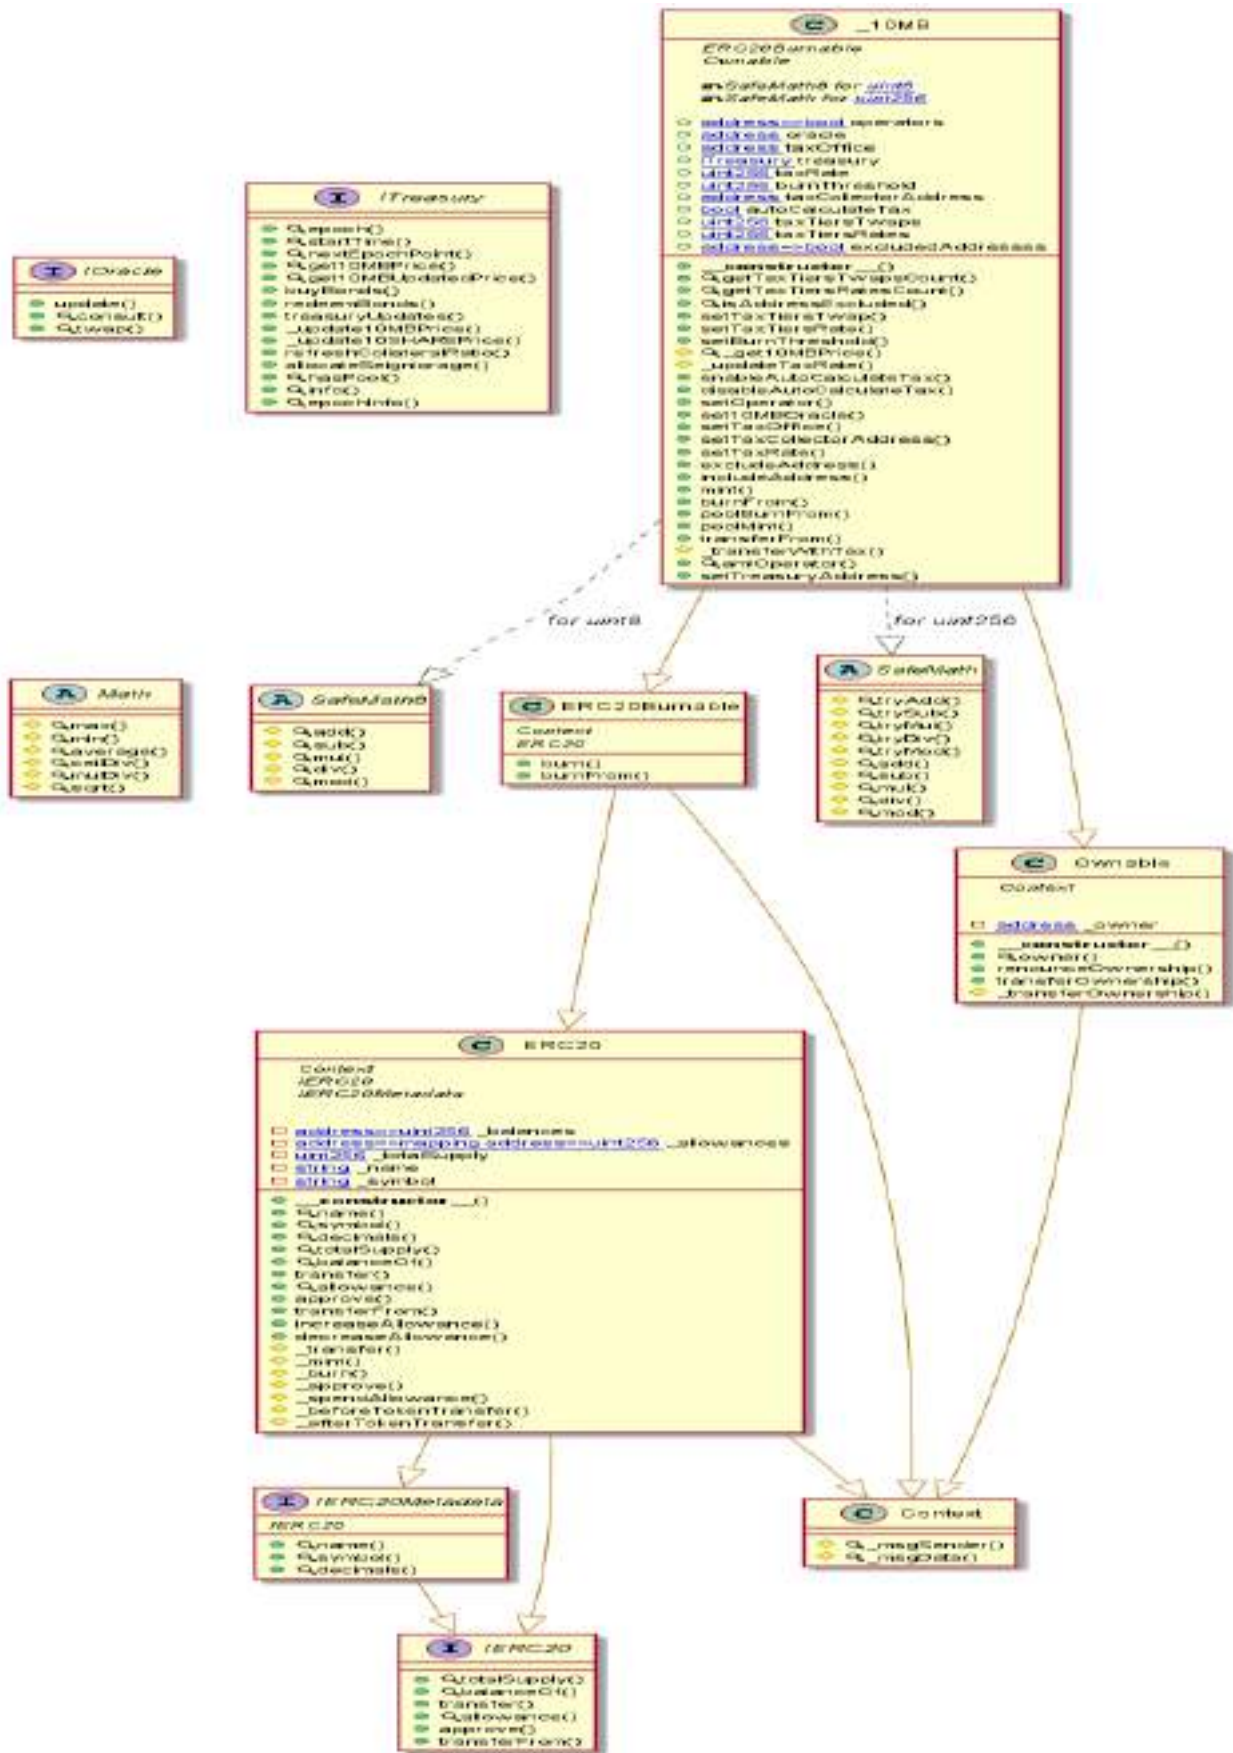 C _10MB
ERC20Burnable
Ownable
SafeMath8 for uint8
SafeMath for uint256
address=>bool operators
address oracle
address taxOffice
ITreasury treasury
uint256 taxRate
uint256 burnThreshold
address taxCollectorAddress
bool autoCalculateTax
uint256 taxTiersTwaps
uint256 taxTiersRates
address=>bool excludedAddresses
__constructor__()
getTaxTiersTwapsCount()
getTaxTiersRatesCount()
isAddressExcluded()
setTaxTiersTwap()
setTaxTiersRate()
setBurnThreshold()
_get10MBPrice()
_updateTaxRate()
enableAutoCalculateTax()
disableAutoCalculateTax()
setOperator()
set10MBOracle()
setTaxOffice()
setTaxCollectorAddress()
setTaxRate()
excludeAddress()
includeAddress()
mint()
burnFrom()
poolBurnFrom()
poolMint()
transferFrom()
_transferWithTax()
amIOperator()
setTreasuryAddress()
I ITreasury
epoch()
startTime()
nextEpochPoint()
get10MBPrice()
get10MBUpdatedPrice()
buyBonds()
redeemBonds()
treasuryUpdates()
_update10MBPrice()
_update10SHAREPrice()
refreshCollateralRatio()
allocateSeigniorage()
hasPool()
info()
epochInfo()
I IOracle
update()
consult()
twap()
for uint8
for uint256
A Math
max()
min()
average()
ceilDiv()
mulDiv()
sqrt()
A SafeMath8
add()
sub()
mul()
div()
mod()
C ERC20Burnable
Context
ERC20
burn()
burnFrom()
A SafeMath
tryAdd()
trySub()
tryMul()
tryDiv()
tryMod()
add()
sub()
mul()
div()
mod()
C Ownable
Context
address _owner
__constructor__()
owner()
renounceOwnership()
transferOwnership()
_transferOwnership()
C ERC20
Context
IERC20
IERC20Metadata
address=>uint256 _balances
address=>mapping address=>uint256 _allowances
uint256 _totalSupply
string _name
string _symbol
__constructor__()
name()
symbol()
decimals()
totalSupply()
balanceOf()
transfer()
allowance()
approve()
transferFrom()
increaseAllowance()
decreaseAllowance()
_transfer()
_mint()
_burn()
_approve()
_spendAllowance()
_beforeTokenTransfer()
_afterTokenTransfer()
I IERC20Metadata
IERC20
name()
symbol()
decimals()
C Context
_msgSender()
_msgData()
I IERC20
totalSupply()
balanceOf()
transfer()
allowance()
approve()
transferFrom()